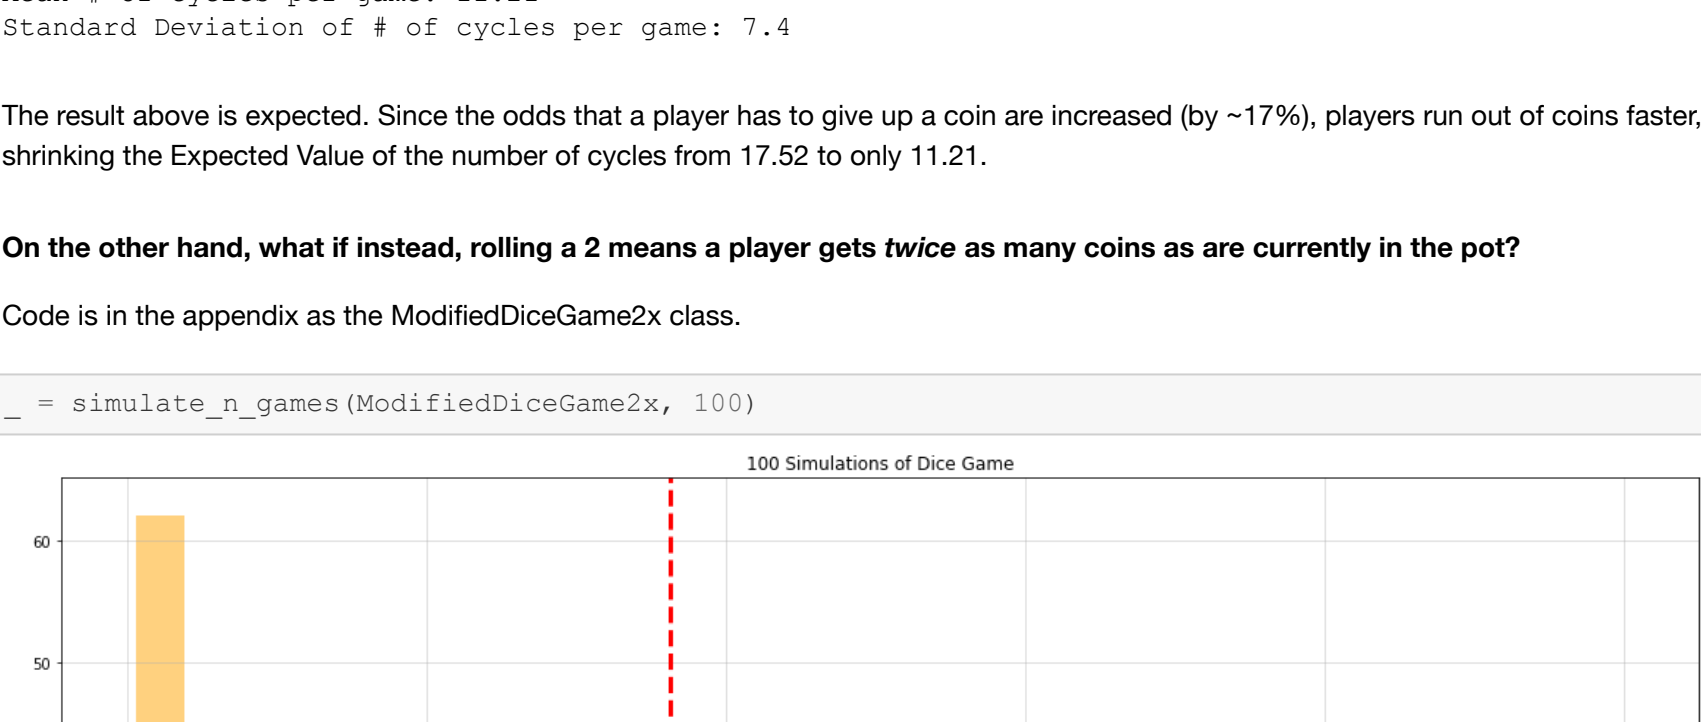 Standard Deviation of # of cycles per game: 7.4
The result above is expected. Since the odds that a player has to give up a coin are increased (by ~17%), players run out of coins faster,
shrinking the Expected Value of the number of cycles from 17.52 to only 11.21.
On the other hand, what if instead, rolling a 2 means a player gets twice as many coins as are currently in the pot?
Code is in the appendix as the ModifiedDiceGame2x class.
_ = simulate_n_games(ModifiedDiceGame2x, 100)
100 Simulations of Dice Game
60
50